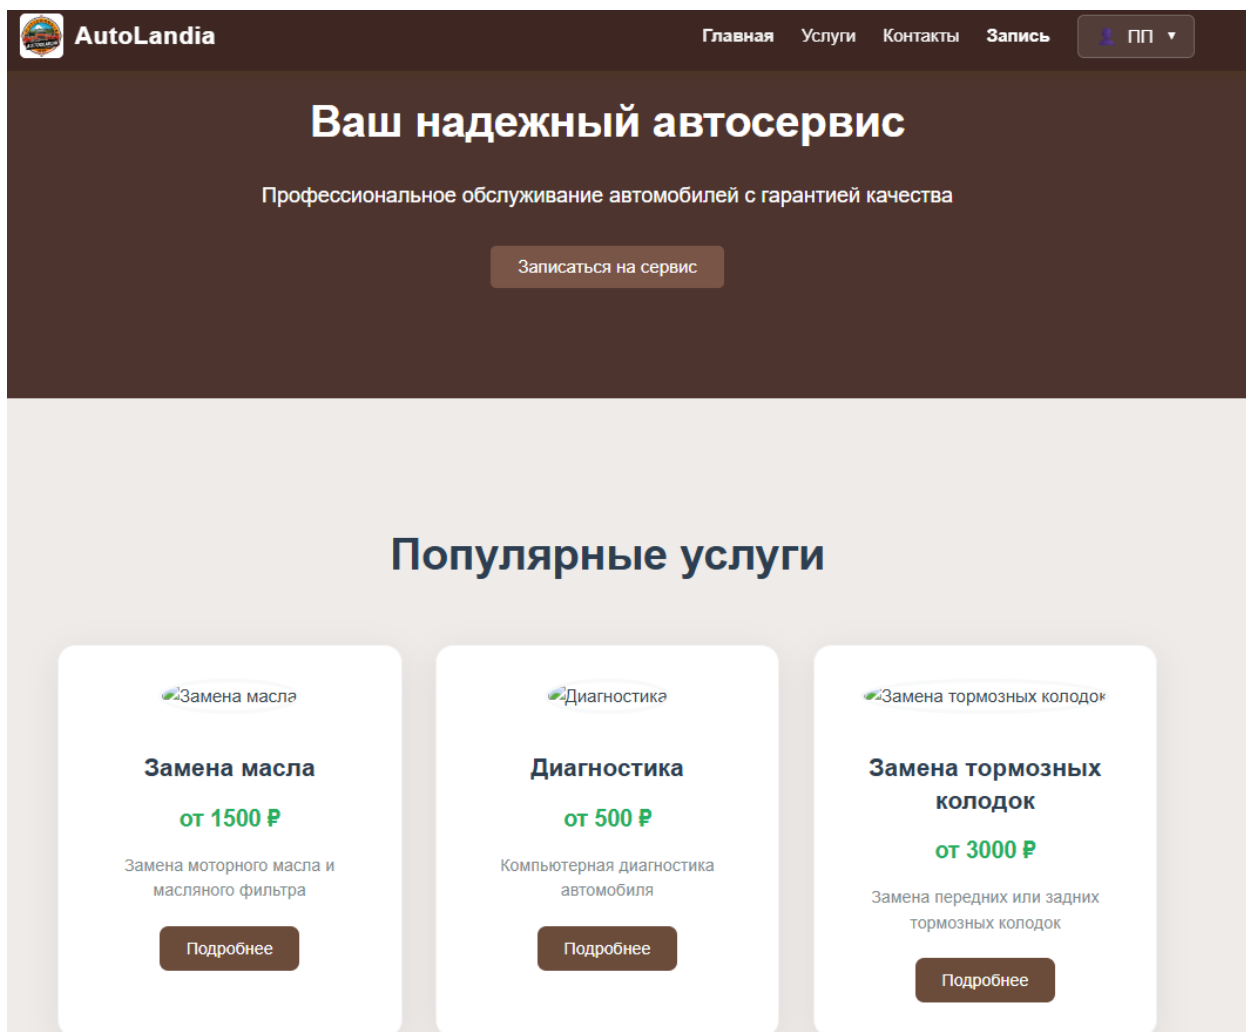 AutoLandia
Главная Услуги Контакты Запись ПП ▼
Ваш надежный автосервис
Профессиональное обслуживание автомобилей с гарантией качества
Записаться на сервис
Популярные услуги
Замена масла
Диагностика
Замена тормозных колодок
Замена масла
от 1500 ₽
Замена моторного масла и
масляного фильтра
Подробнее
Диагностика
от 500 ₽
Компьютерная диагностика
автомобиля
Подробнее
Замена тормозных
колодок
от 3000 ₽
Замена передних или задних
тормозных колодок
Подробнее